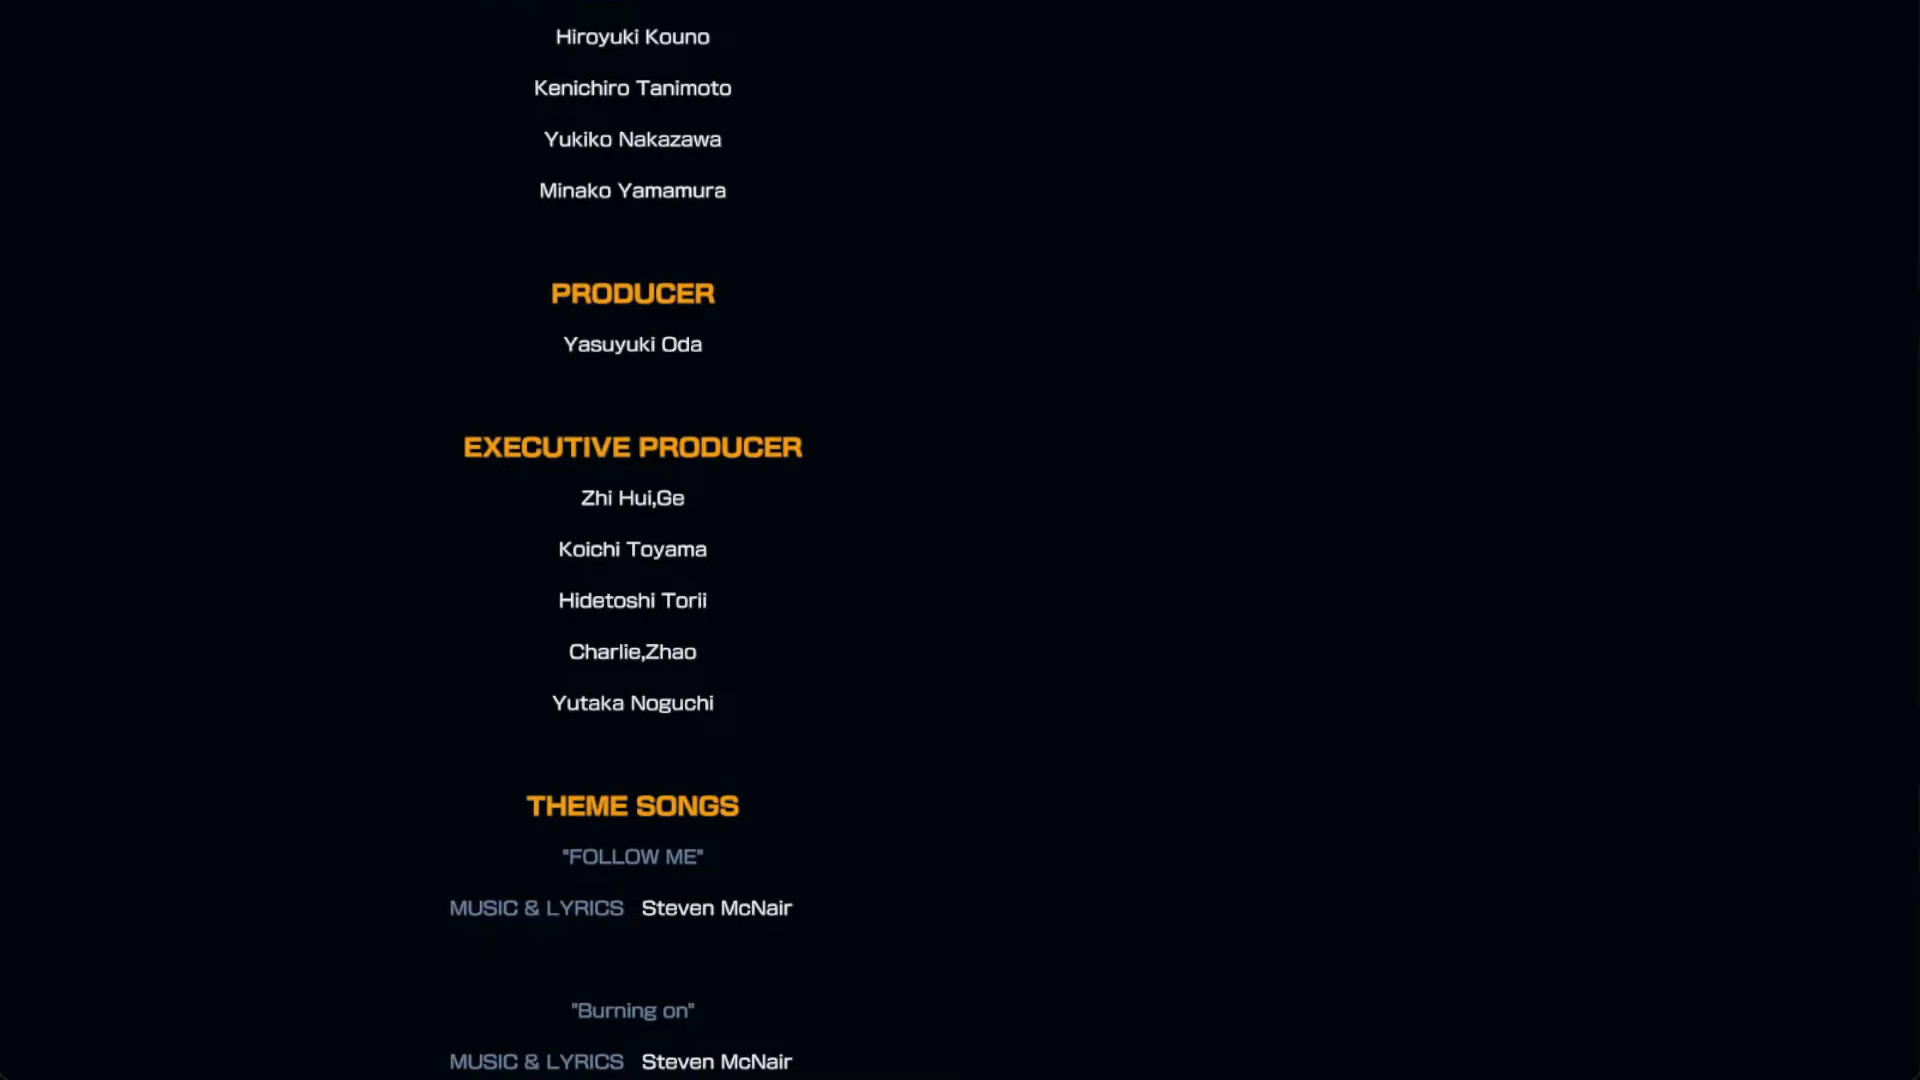 Hiroyuki Kouno
Kenichiro Tanimoto
Yukiko Nakazawa
Minako Yamamura
PRODUCER
Yasuyuki Oda
EXECUTIVE PRODUCER
Zhi Hui,Ge
Koichi Toyama
Hidetoshi Torii
Charlie,Zhao
Yutaka Noguchi
THEME SONGS
"FOLLOW ME"
MUSIC & LYRICS Steven McNair
"Burning on"
MUSIC & LYRICS Steven McNair